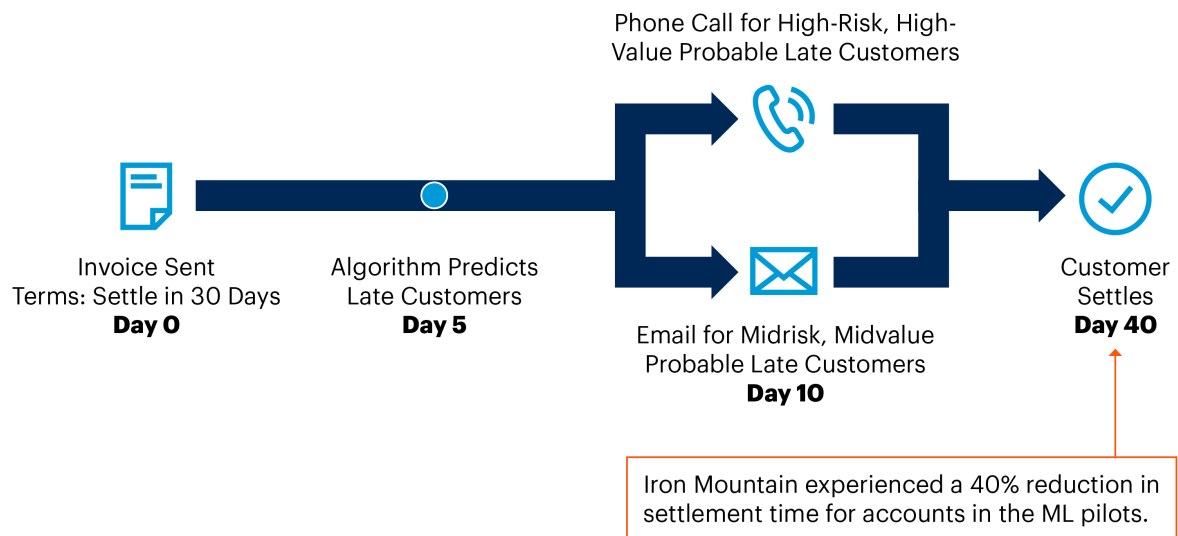 Phone Call for High-Risk, High-
Value Probable Late Customers
Invoice Sent
Terms: Settle in 30 Days
Day 0
Algorithm Predicts
Late Customers
Day 5
Email for Midrisk, Midvalue
Probable Late Customers
Day 10
Customer
Settles
Day 40
Iron Mountain experienced a 40% reduction in
settlement time for accounts in the ML pilots.